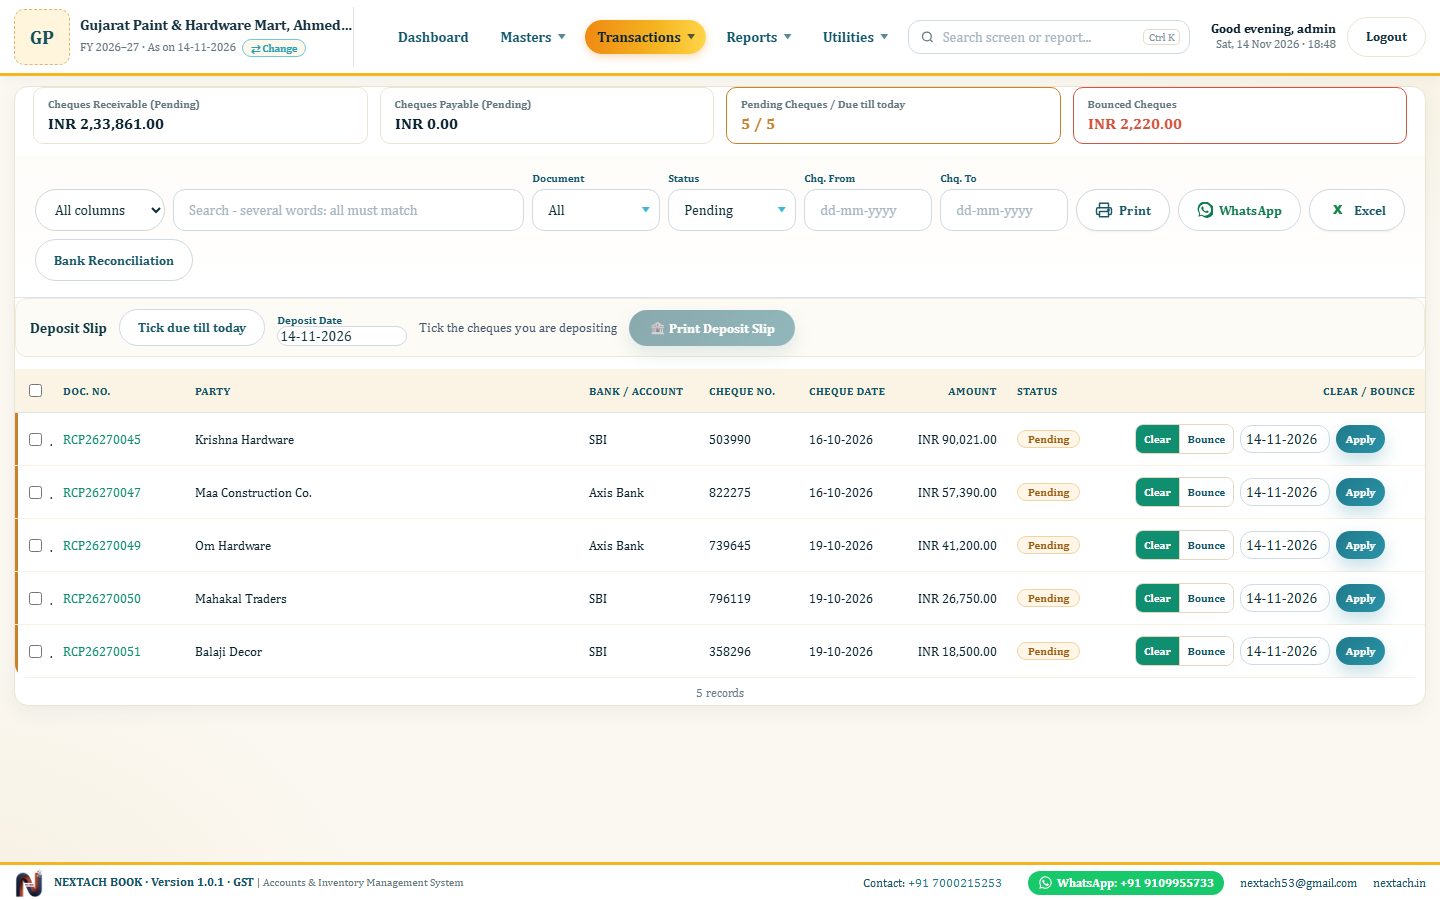 GP
Gujarat Paint & Hardware Mart, Ahmed...
FY 2026–27 · As on 14-11-2026 ⇄ Change
Dashboard Masters Transactions Reports Utilities
Search screen or report... Ctrl K
Good evening, admin
Sat, 14 Nov 2026 · 18:48
Logout
Cheques Receivable (Pending)
INR 2,33,861.00
Cheques Payable (Pending)
INR 0.00
Pending Cheques / Due till today
5 / 5
Bounced Cheques
INR 2,220.00
Document Status Chq. From Chq. To
All columns Search - several words: all must match All Pending dd-mm-yyyy dd-mm-yyyy Print WhatsApp X Excel
Bank Reconciliation
Deposit Slip Tick due till today
Deposit Date
14-11-2026
Tick the cheques you are depositing Print Deposit Slip
DOC. NO. PARTY BANK / ACCOUNT CHEQUE NO. CHEQUE DATE AMOUNT STATUS CLEAR / BOUNCE
. RCP26270045 Krishna Hardware SBI 503990 16-10-2026 INR 90,021.00 Pending Clear Bounce 14-11-2026 Apply
. RCP26270047 Maa Construction Co. Axis Bank 822275 16-10-2026 INR 57,390.00 Pending Clear Bounce 14-11-2026 Apply
. RCP26270049 Om Hardware Axis Bank 739645 19-10-2026 INR 41,200.00 Pending Clear Bounce 14-11-2026 Apply
. RCP26270050 Mahakal Traders SBI 796119 19-10-2026 INR 26,750.00 Pending Clear Bounce 14-11-2026 Apply
. RCP26270051 Balaji Decor SBI 358296 19-10-2026 INR 18,500.00 Pending Clear Bounce 14-11-2026 Apply
5 records
N NEXTACH BOOK · Version 1.0.1 · GST | Accounts & Inventory Management System
Contact: +91 7000215253 WhatsApp: +91 9109955733 nextach53@gmail.com nextach.in